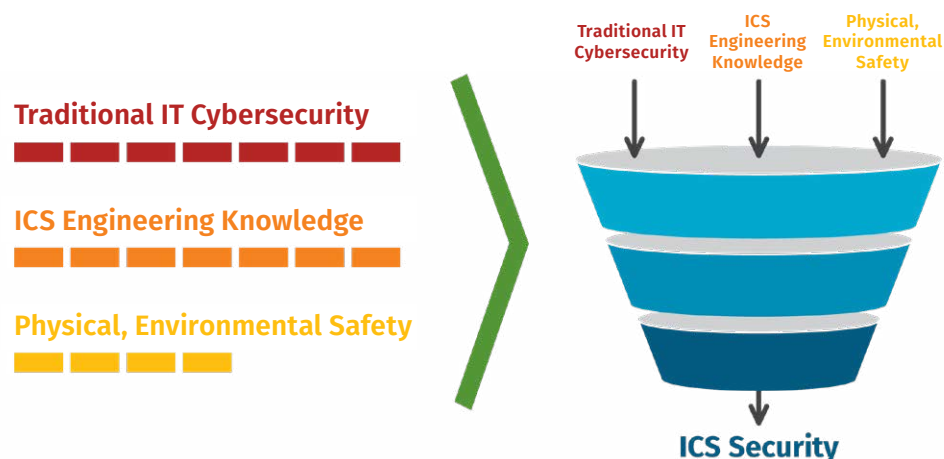 Traditional IT Cybersecurity
ICS Engineering Knowledge
Physical, Environmental Safety
Traditional IT
Cybersecurity
ICS
Engineering
Knowledge
Physical,
Environmental
Safety
ICS Security